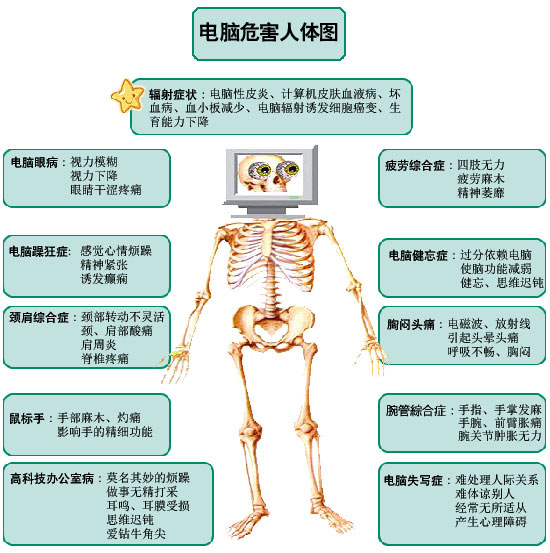 电脑危害人体图
辐射症状：电脑性皮炎、计算机皮肤血液病、坏
血病、血小板减少、电脑辐射诱发细胞癌变、生
育能力下降
电脑眼病：视力模糊
视力下降
眼睛干涩疼痛
疲劳综合症：四肢无力
疲劳麻木
精神萎靡
电脑躁狂症：感觉心情烦躁
精神紧张
诱发癫痫
电脑健忘症：过分依赖电脑
使脑功能减弱
健忘、思维迟钝
颈肩综合症：颈部转动不灵活
颈、肩部酸痛
肩周炎
脊椎疼痛
胸闷头痛：电磁波、放射线
引起头晕头痛
呼吸不畅、胸闷
鼠标手：手部麻木、灼痛
影响手的精细功能
腕管綜合症：手指、手掌发麻
手腕、前臂胀痛
腕关节肿胀无力
高科技办公室病：莫名其妙的烦躁
做事无精打采
耳鸣、耳膜受损
思维迟钝
爱钻牛角尖
电脑失写症：难处理人际关系
难体谅别人
经常无所适从
产生心理障碍